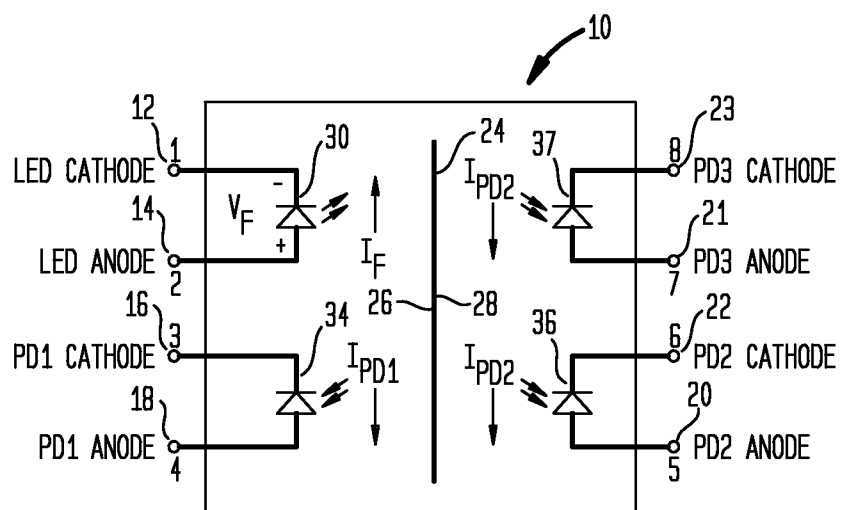 10
12
1
LED CATHODE
30
-
V_F
+
14
LED ANODE
2
I_F
24
26
28
I_PD2
37
23
8
PD3 CATHODE
21
PD3 ANODE
7
16
3
PD1 CATHODE
34
I_PD1
18
PD1 ANODE
4
I_PD2
36
22
6
PD2 CATHODE
20
PD2 ANODE
5